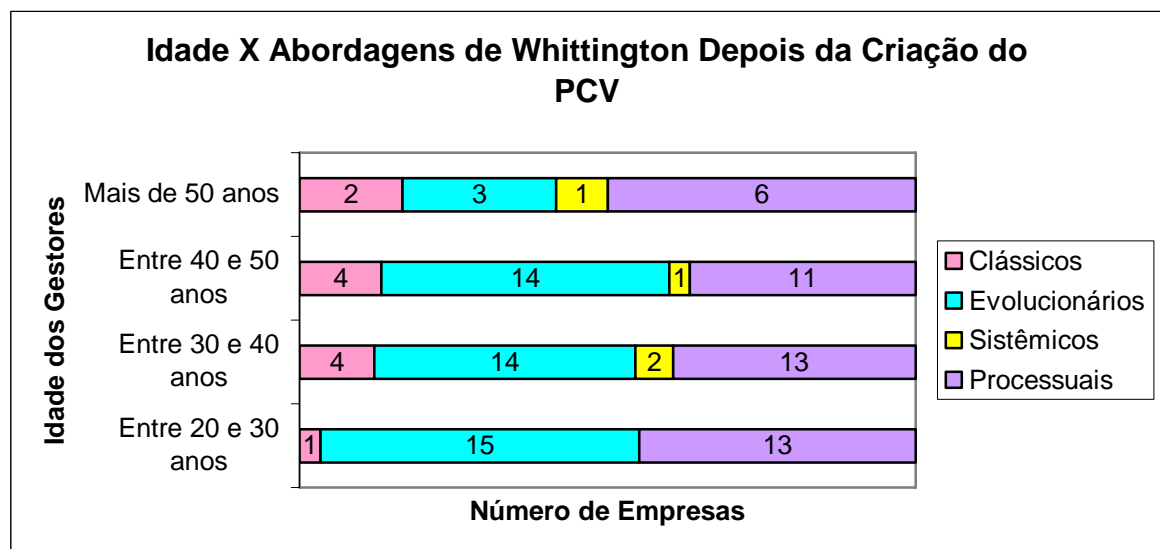 Idade X Abordagens de Whittington Depois da Criação do
PCV
Idade dos Gestores
Mais de 50 anos
2 3 1 6
Entre 40 e 50
anos
4 14 1 11
Entre 30 e 40
anos
4 14 2 13
Entre 20 e 30
anos
1 15 13
Número de Empresas
Clássicos
Evolucionários
Sistêmicos
Processuais